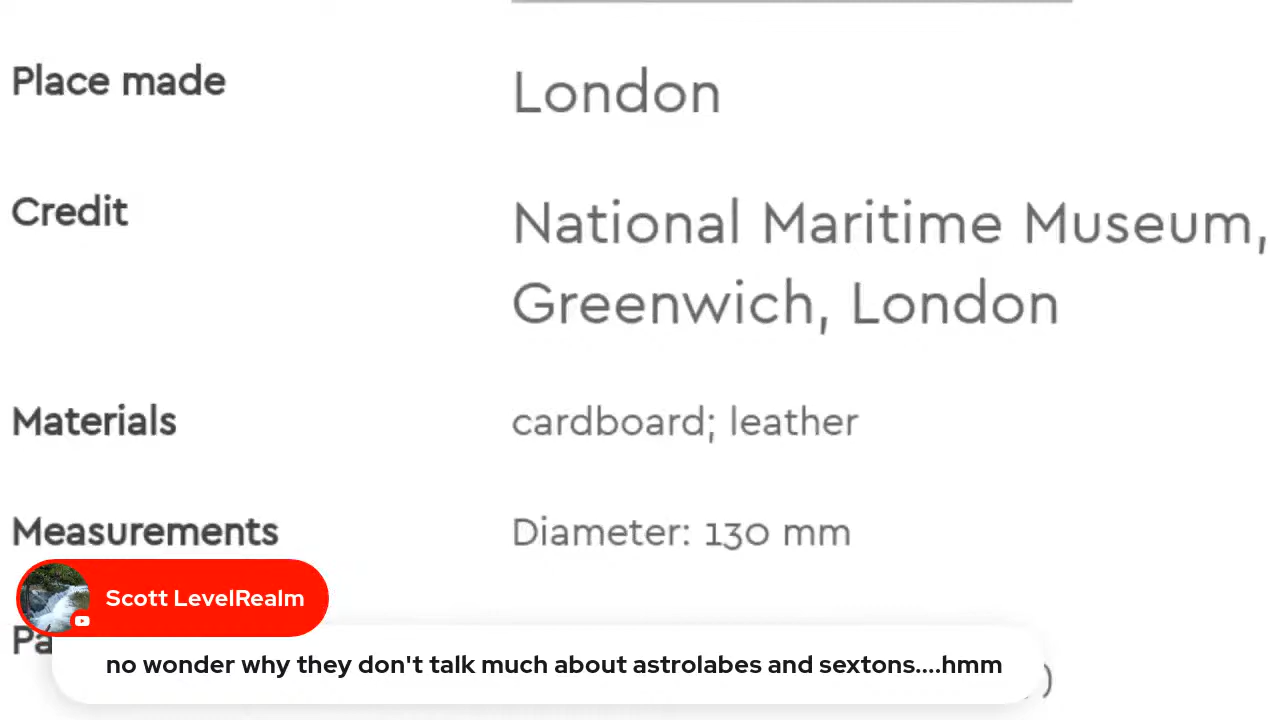 Place made London
Credit National Maritime Museum,
Greenwich, London
Materials cardboard; leather
Measurements Diameter: 130 mm
Scott LevelRealm
Pa
no wonder why they don't talk much about astrolabes and sextons....hmm
)